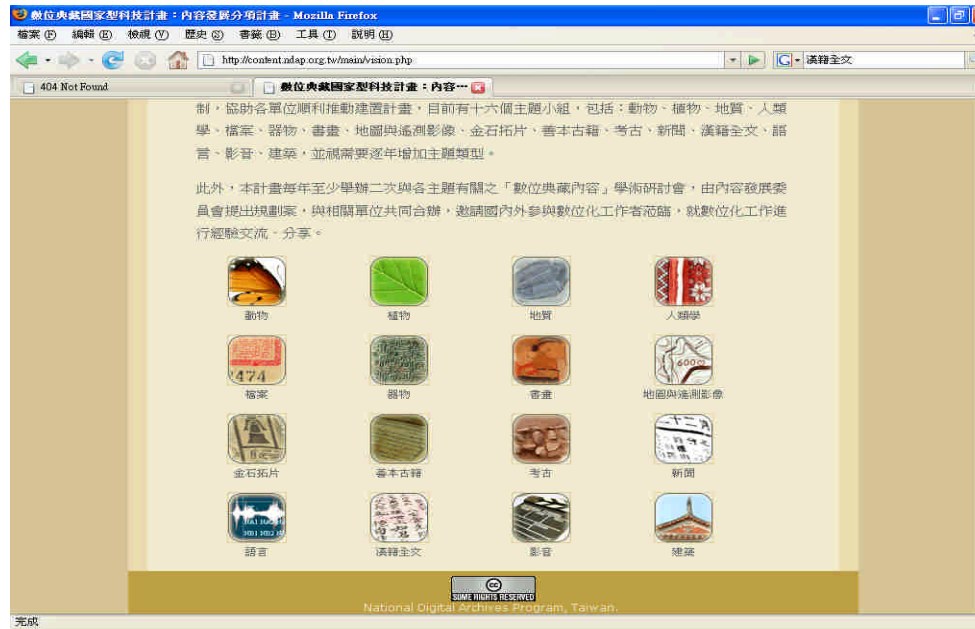 數位典藏國家型科技計畫：內容發展分項計畫 - Mozilla Firefox
檔案(F) 編輯(E) 檢視(V) 歷史(S) 書籤(B) 工具(T) 說明(H)
http://content.ndap.org.tw/main/vision.php
漢籍全文
404 Not Found
數位典藏國家型科技計畫：內容…
制，協助各單位順利推動建置計畫，目前有十六個主題小組，包括：動物、植物、地質、人類
學、檔案、器物、書畫、地圖與遙測影像、金石拓片、善本古籍、考古、新聞、漢籍全文、語
言、影音、建築，並視需要逐年增加主題類型。
此外，本計畫每年至少舉辦二次與各主題有關之「數位典藏內容」學術研討會，由內容發展委
員會提出規劃案，與相關單位共同合辦，邀請國內外參與數位化工作者蒞臨，就數位化工作進
行經驗交流、分享。
動物 植物 地質 人類學
474
6000
檔案 器物 書畫 地圖與遙測影像
金石拓片 善本古籍 考古 新聞
語言 漢籍全文 影音 建築
cc
SOME RIGHTS RESERVED
National Digital Archives Program, Taiwan.
完成